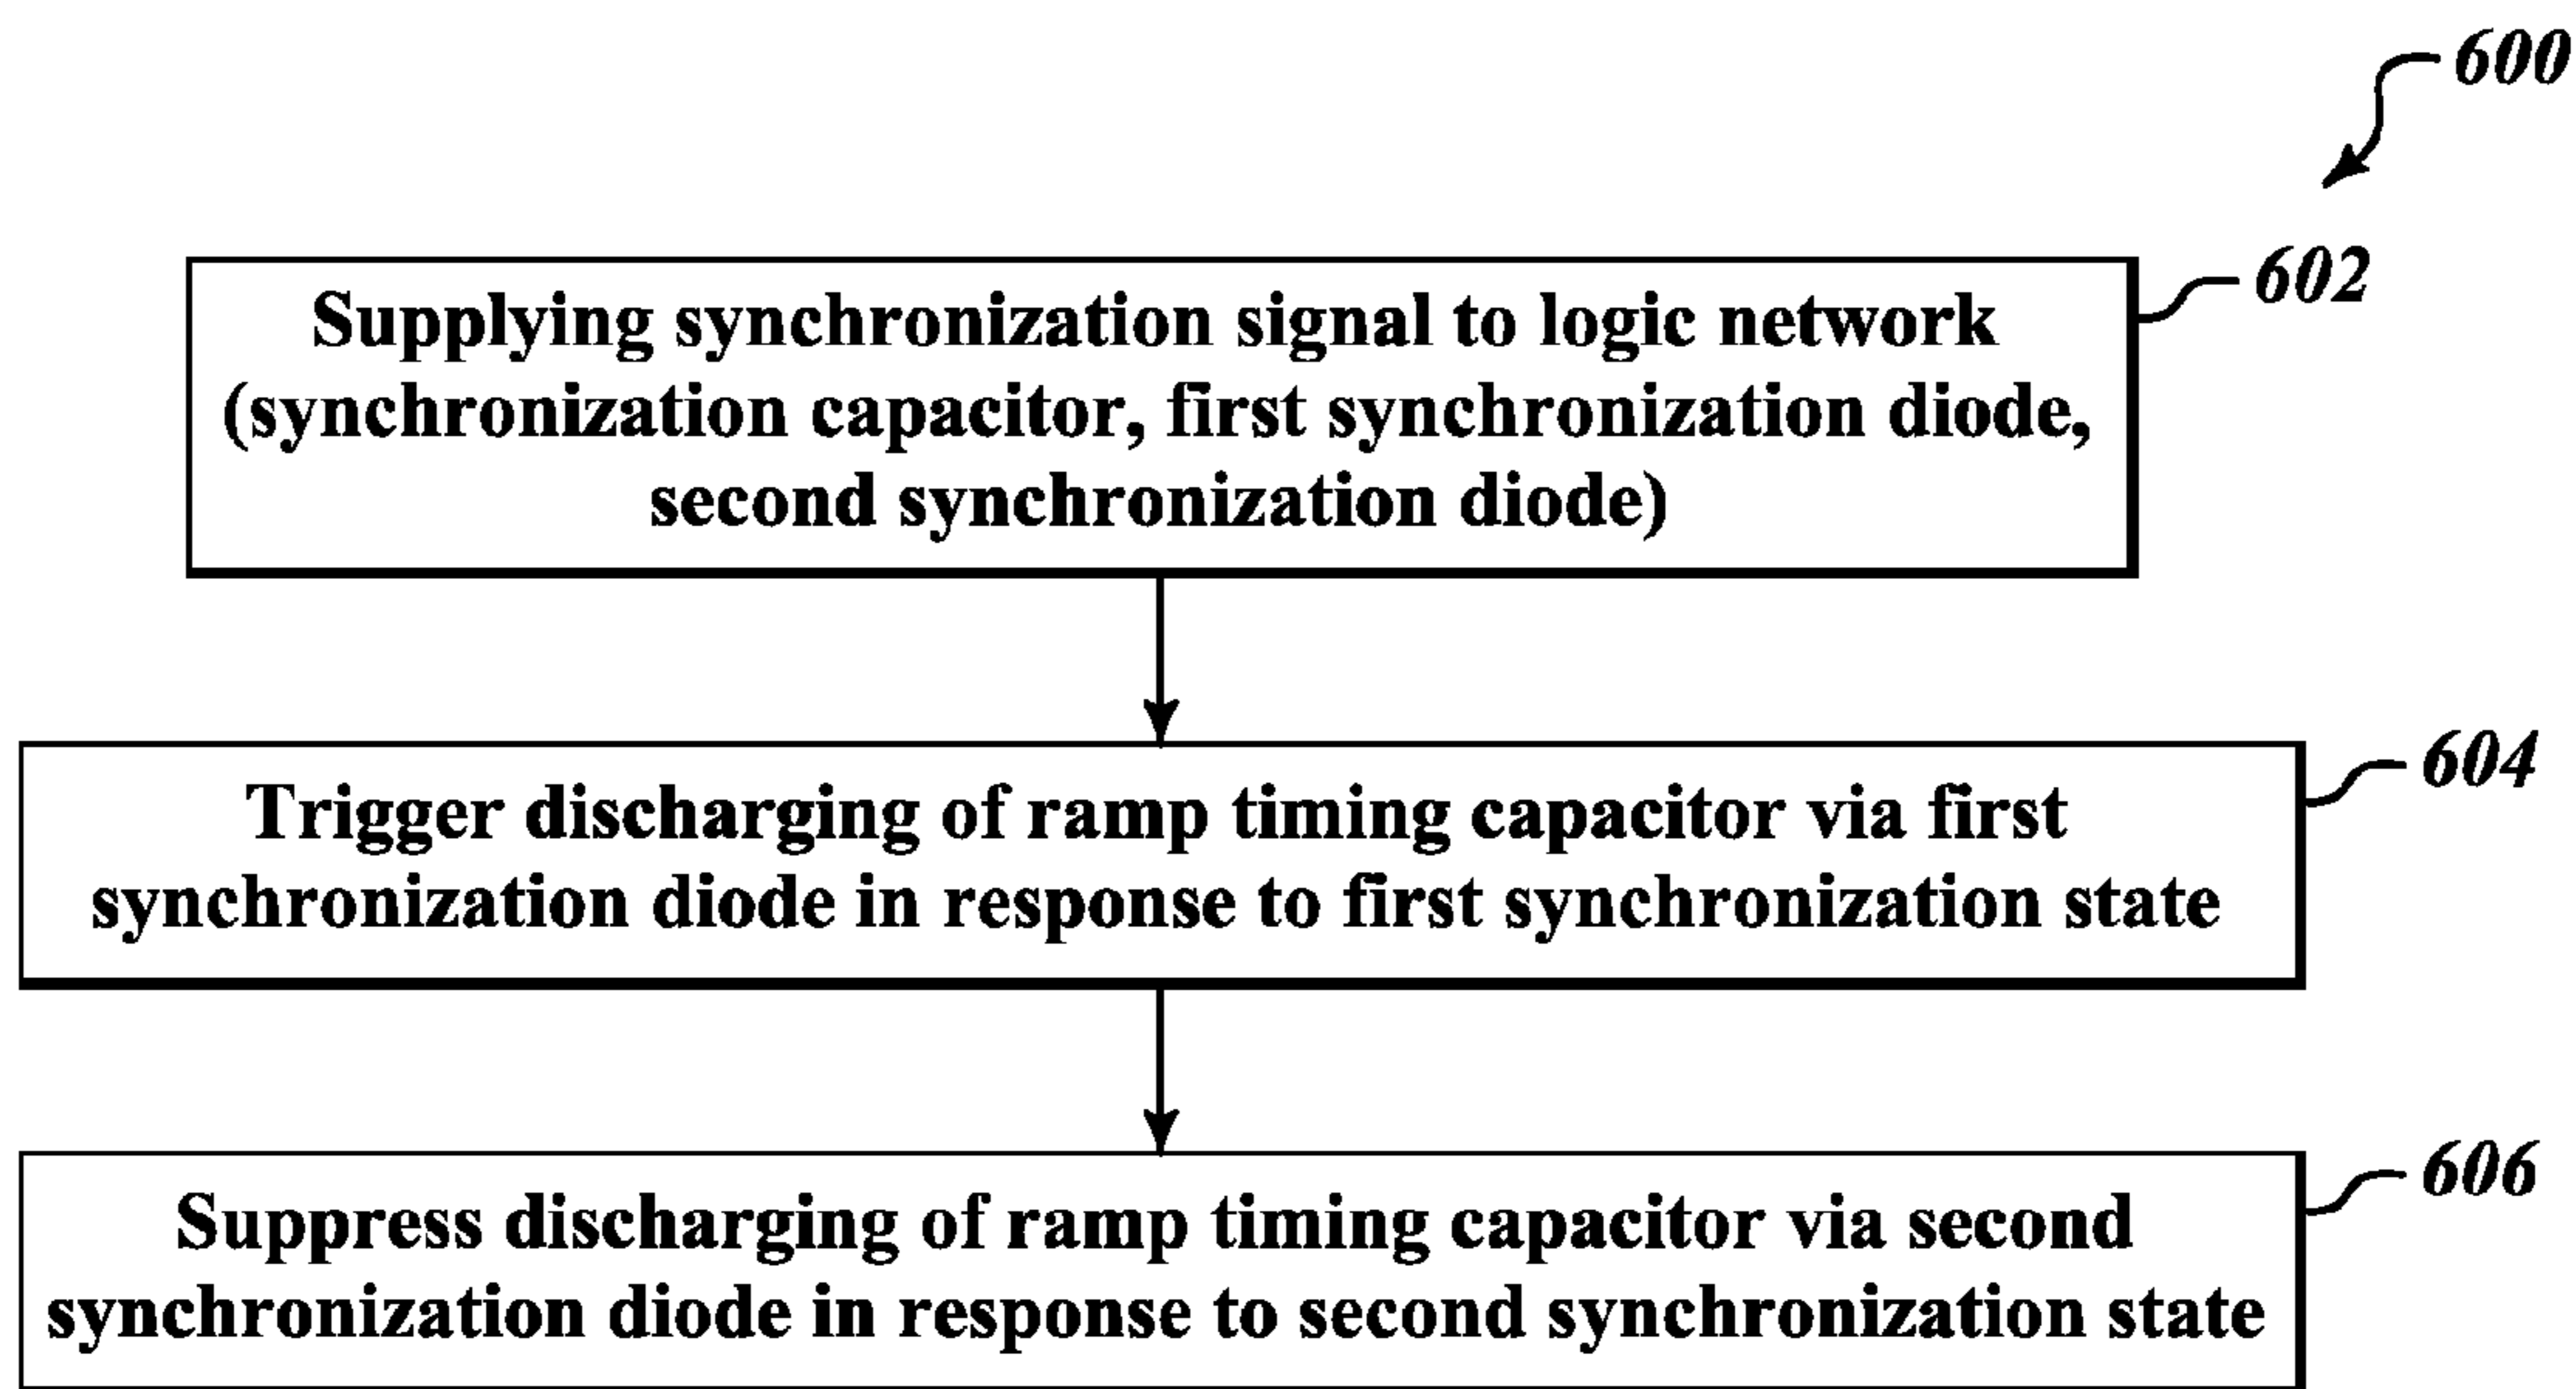 600
602
Supplying synchronization signal to logic network
(synchronization capacitor, first synchronization diode,
second synchronization diode)
604
Trigger discharging of ramp timing capacitor via first
synchronization diode in response to first synchronization state
606
Suppress discharging of ramp timing capacitor via second
synchronization diode in response to second synchronization state